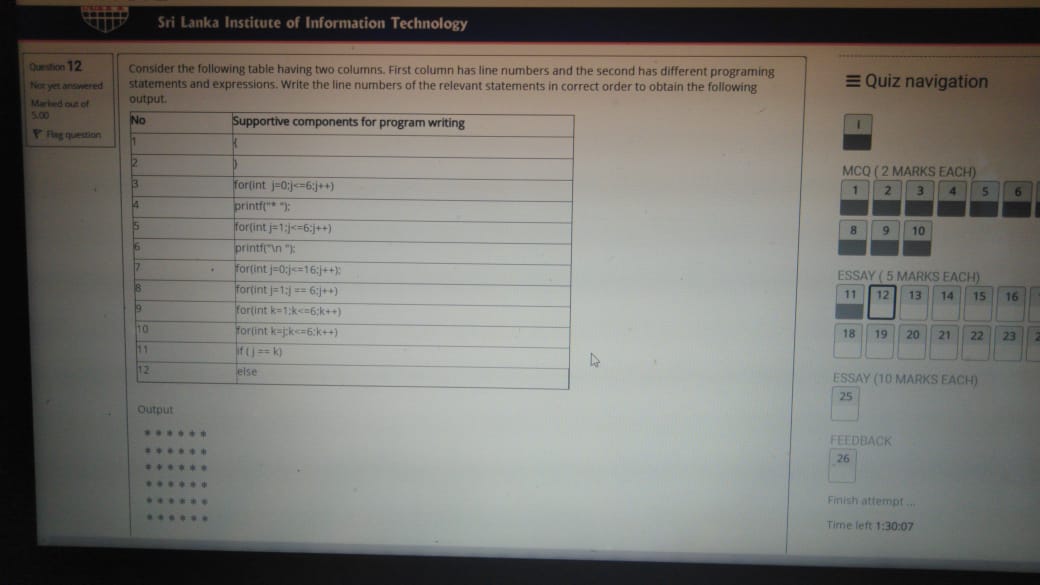 Sri Lanka Institute of Information Technology
Question 12
Not yet answered
Marked out of
5.00
Flag question
Consider the following table having two columns. First column has line numbers and the second has different programing
statements and expressions. Write the line numbers of the relevant statements in correct order to obtain the following
output.
No Supportive components for program writing
1 {
2 }
3 for(int j=0;j<=6;j++)
4 printf("* ");
5 for(int j=1;j<=6;j++)
6 printf("\n ");
7 for(int j=0;j<=16;j++);
8 for(int j=1;j == 6;j++)
9 for(int k=1;k<=6;k++)
10 for(int k=j;k<=6;k++)
11 if ( j == k)
12 else
Output
* * * * * *
* * * * * *
* * * * * *
* * * * * *
* * * * * *
* * * * * *
Quiz navigation
i
MCQ ( 2 MARKS EACH)
1 2 3 4 5 6
8 9 10
ESSAY ( 5 MARKS EACH)
11 12 13 14 15 16
18 19 20 21 22 23
ESSAY (10 MARKS EACH)
25
FEEDBACK
26
Finish attempt ...
Time left 1:30:07